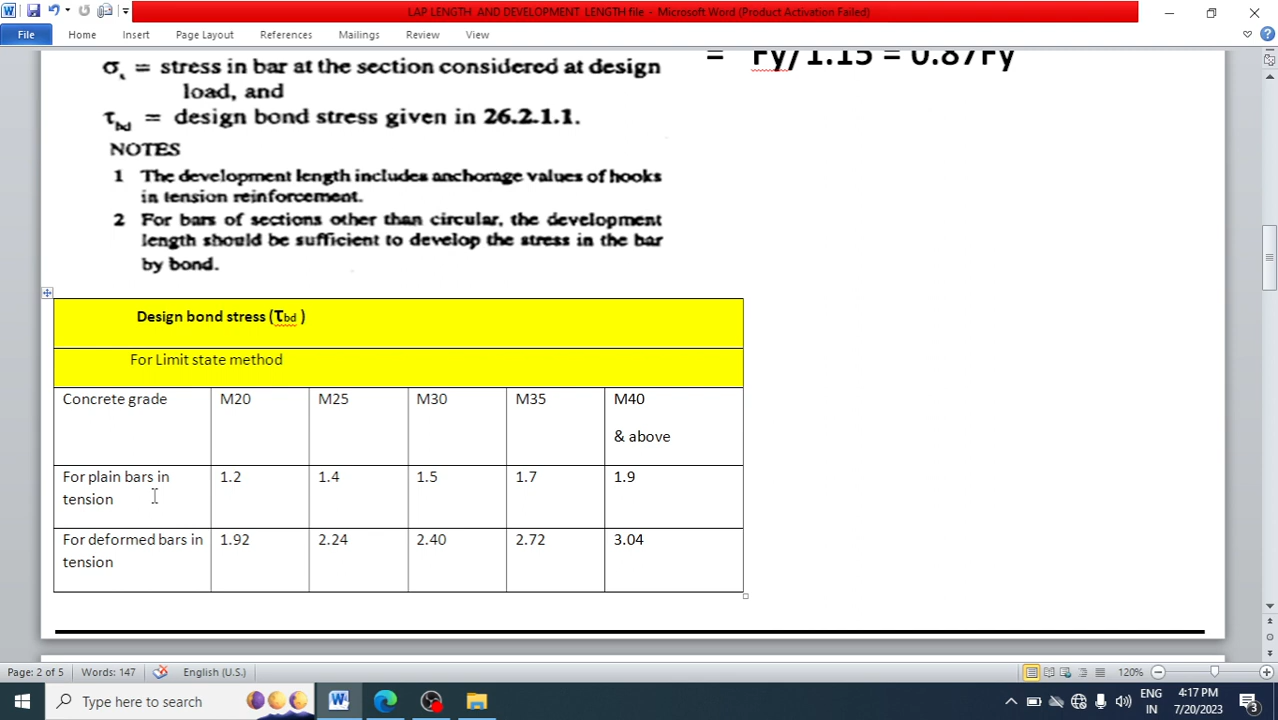 LAP LENGTH AND DEVELOPMENT LENGTH file - Microsoft Word (Product Activation Failed)
File Home Insert Page Layout References Mailings Review View
= Fy/1.15 = 0.87Fy
σs = stress in bar at the section considered at design
load, and
τbd = design bond stress given in 26.2.1.1.
NOTES
1 The development length includes anchorage values of hooks
in tension reinforcement.
2 For bars of sections other than circular, the development
length should be sufficient to develop the stress in the bar
by bond.
Design bond stress (τbd )
For Limit state method
Concrete grade M20 M25 M30 M35 M40
& above
For plain bars in
tension 1.2 1.4 1.5 1.7 1.9
For deformed bars in
tension 1.92 2.24 2.40 2.72 3.04
Page: 2 of 5 Words: 147 English (U.S.) 120%
Type here to search
ENG
IN
4:17 PM
7/20/2023
3